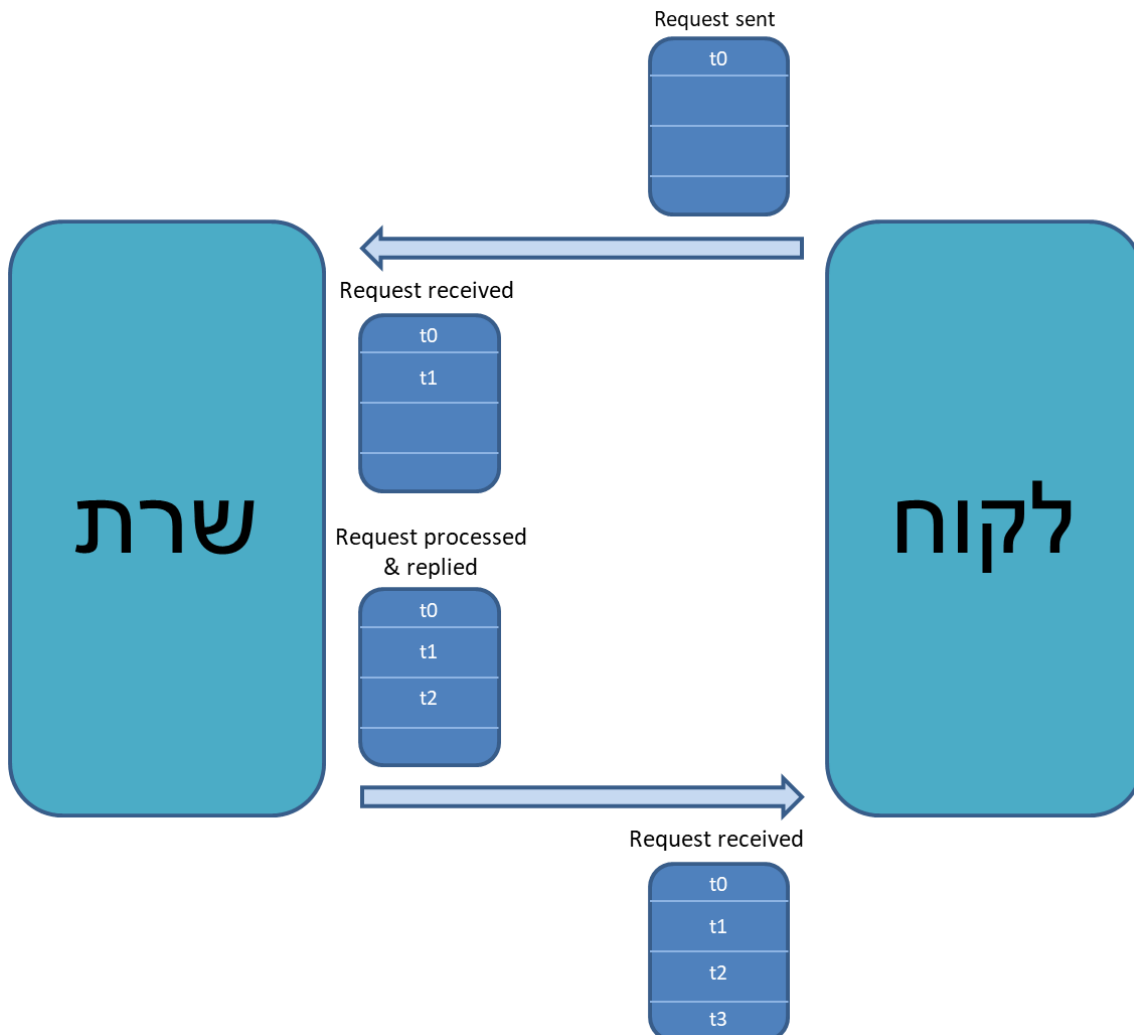 Request sent
t0
Request received
t0
t1
שרת
לקוח
Request processed
& replied
t0
t1
t2
Request received
t0
t1
t2
t3